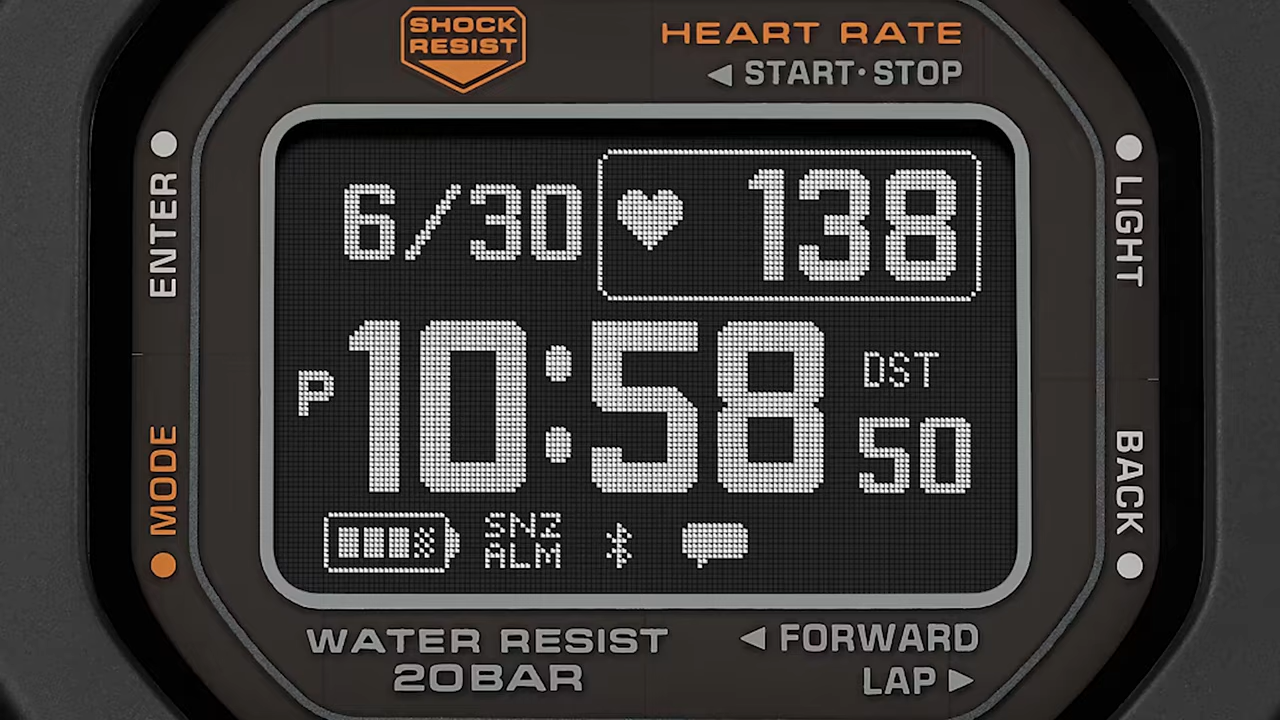 SHOCK
RESIST
HEART RATE
◀ START·STOP
ENTER
LIGHT
6/30
138
P 10:58 50
DST
SNZ
ALM
MODE
BACK
WATER RESIST
20BAR
◀ FORWARD
LAP ▶